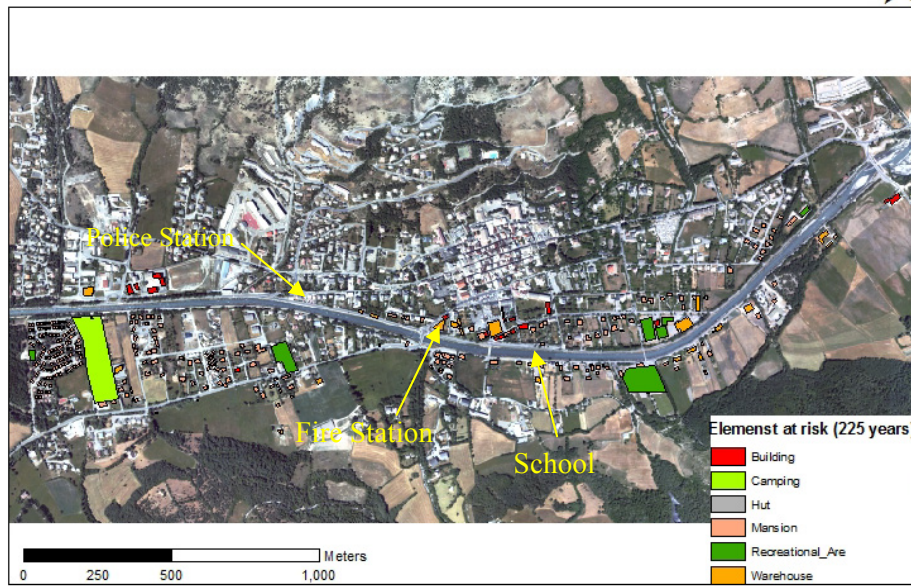 Police Station
Fire Station
School
Elemenst at risk (225 years)
Building
Camping
Hut
Mansion
Recreational_Are
Warehouse
Meters
0 250 500 1,000